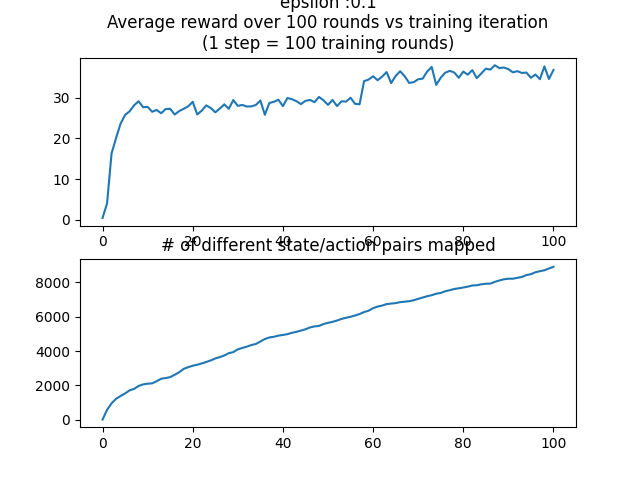 epsilon :0.1
Average reward over 100 rounds vs training iteration
(1 step = 100 training rounds)
30
20
10
0
0 20 40 60 80 100
# of different state/action pairs mapped
8000
6000
4000
2000
0
0 20 40 60 80 100